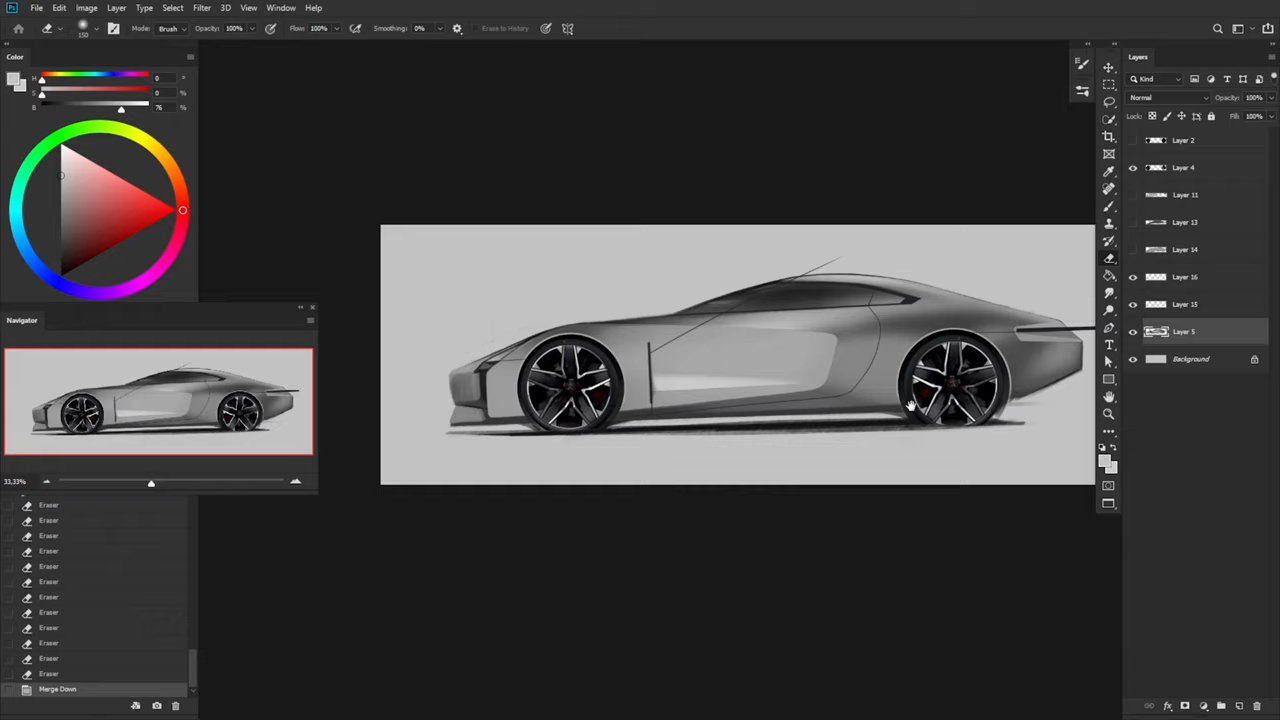 Ps File Edit Image Layer Type Select Filter 3D View Window Help
150 Mode: Brush Opacity: 100% Flow: 100% Smoothing: 0% Erase to History
Color
H 0 °
S 0 %
B 76 %
Navigator
33,33%
Eraser
Eraser
Eraser
Eraser
Eraser
Eraser
Eraser
Eraser
Eraser
Eraser
Eraser
Eraser
Merge Down
Layers
Kind
Normal Opacity: 100%
Lock: Fill: 100%
Layer 2
Layer 4
Layer 11
Layer 13
Layer 14
Layer 16
Layer 15
Layer 5
Background